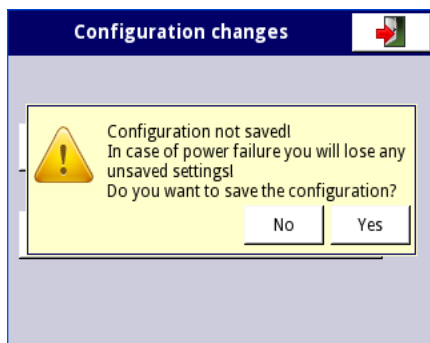 Configuration changes
Configuration not saved!
In case of power failure you will lose any
unsaved settings!
Do you want to save the configuration?
No
Yes